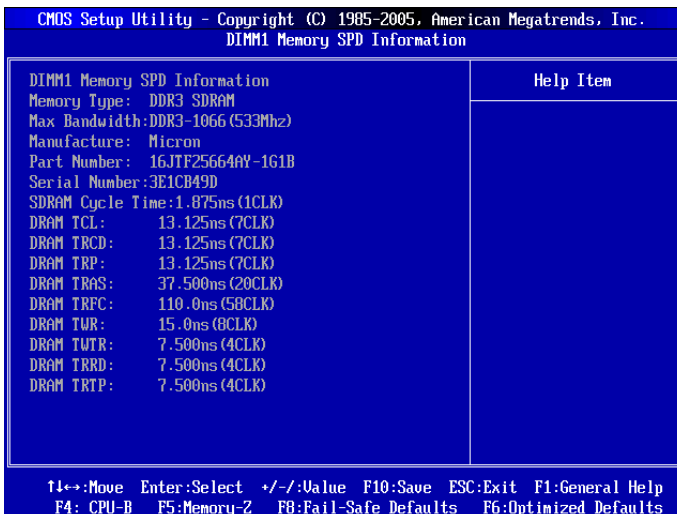 CMOS Setup Utility - Copyright (C) 1985-2005, American Megatrends, Inc.
DIMM1 Memory SPD Information
DIMM1 Memory SPD Information
Memory Type: DDR3 SDRAM
Max Bandwidth:DDR3-1066(533Mhz)
Manufacture: Micron
Part Number: 16JTF25664AY-1G1B
Serial Number:3E1CB49D
SDRAM Cycle Time:1.875ns(1CLK)
DRAM TCL: 13.125ns(7CLK)
DRAM TRCD: 13.125ns(7CLK)
DRAM TRP: 13.125ns(7CLK)
DRAM TRAS: 37.500ns(20CLK)
DRAM TRFC: 110.0ns(58CLK)
DRAM TWR: 15.0ns(8CLK)
DRAM TWTR: 7.500ns(4CLK)
DRAM TRRD: 7.500ns(4CLK)
DRAM TRTP: 7.500ns(4CLK)
Help Item
↑↓↔:Move Enter:Select +/-/:Value F10:Save ESC:Exit F1:General Help
F4: CPU-B F5:Memory-Z F8:Fail-Safe Defaults F6:Optimized Defaults